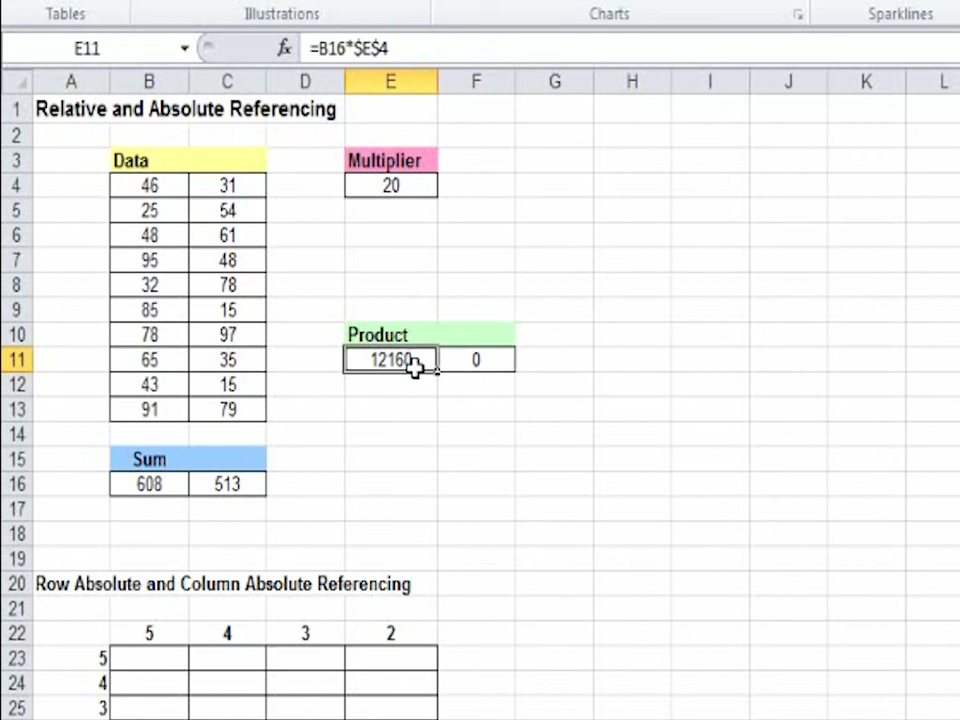 Tables Illustrations Charts Sparklines
E11 fx =B16*$E$4
A B C D E F G H I J K L
1 Relative and Absolute Referencing
2
3 Data Multiplier
4 46 31 20
5 25 54
6 48 61
7 95 48
8 32 78
9 85 15
10 78 97 Product
11 65 35 12160 0
12 43 15
13 91 79
14
15 Sum
16 608 513
17
18
19
20 Row Absolute and Column Absolute Referencing
21
22 5 4 3 2
23 5
24 4
25 3